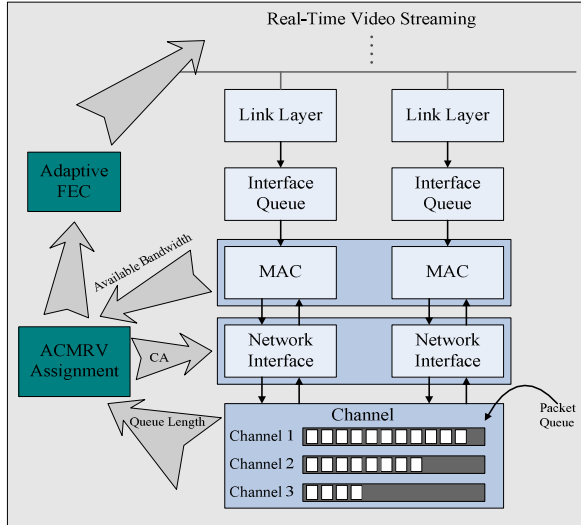 Real-Time Video Streaming
Link Layer
Link Layer
Adaptive
FEC
Interface
Queue
Interface
Queue
Available Bandwidth
MAC
MAC
ACMRV
Assignment
CA
Network
Interface
Network
Interface
Queue Length
Channel
Packet
Queue
Channel 1
Channel 2
Channel 3